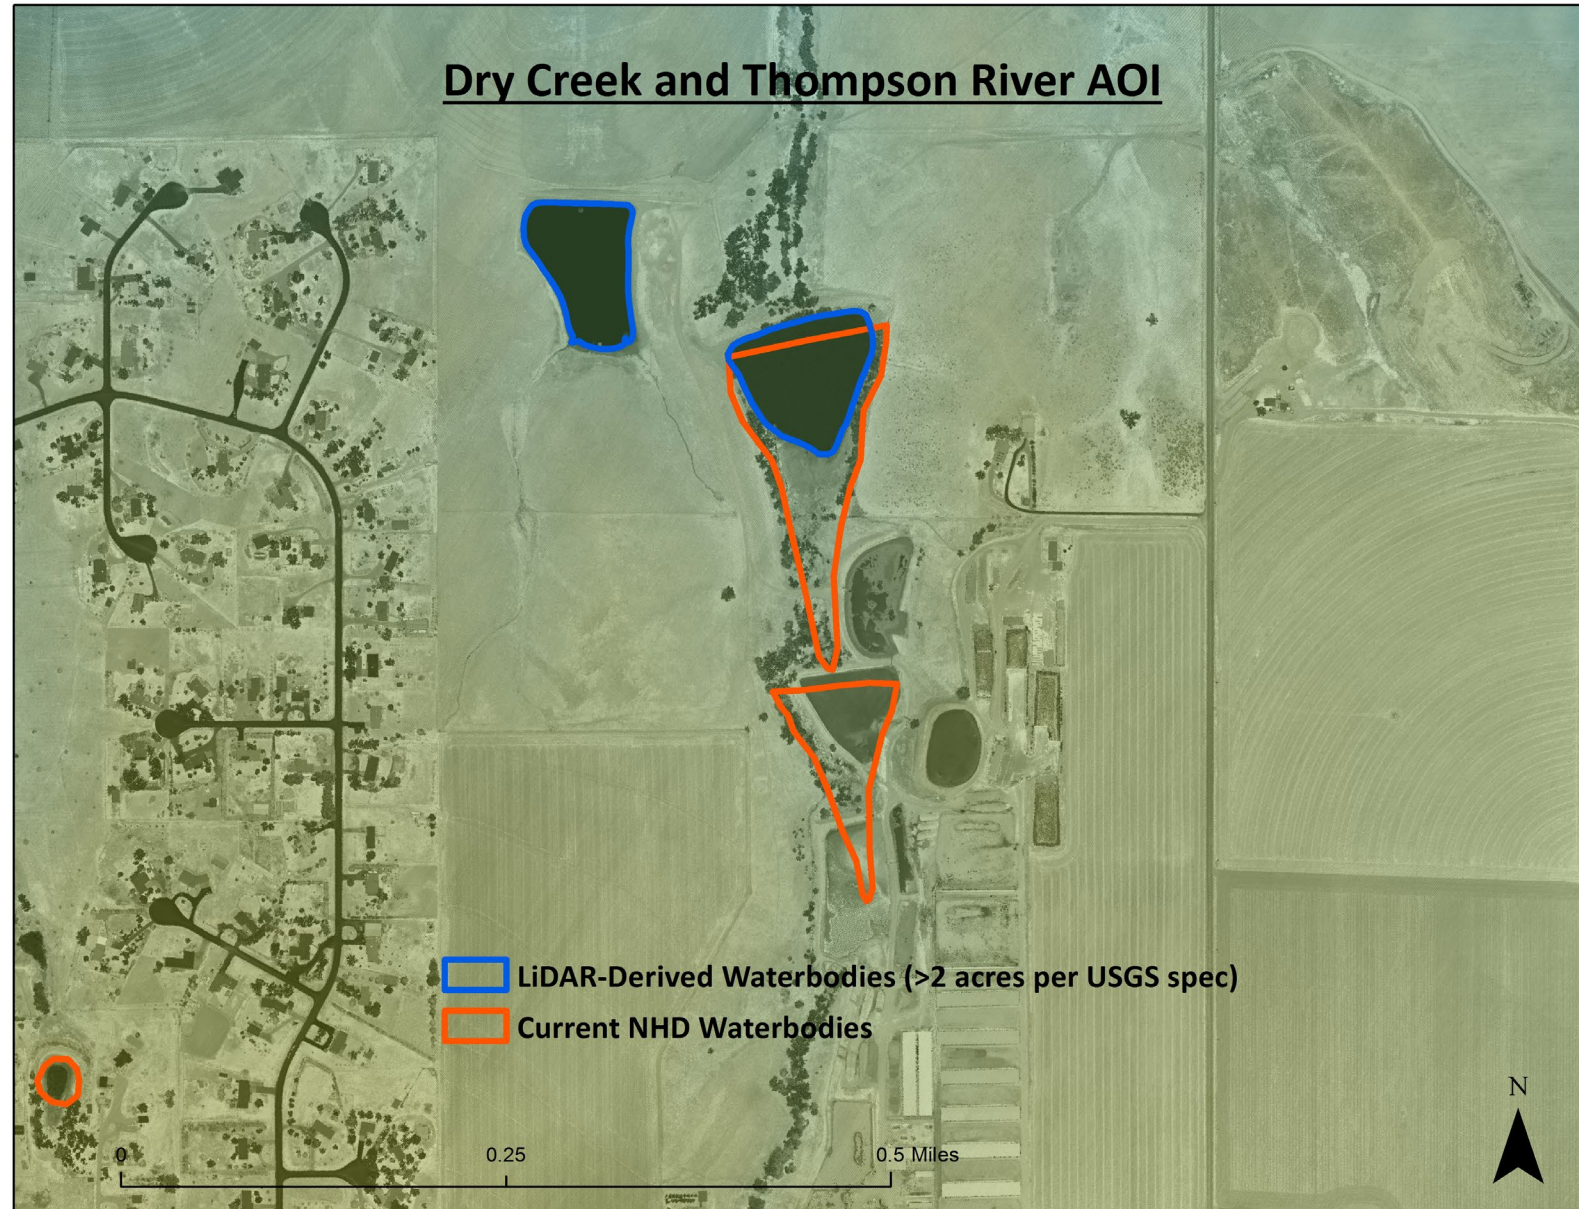 Dry Creek and Thompson River AOI
LiDAR-Derived Waterbodies (>2 acres per USGS spec)
Current NHD Waterbodies
N
0 0.25 0.5 Miles